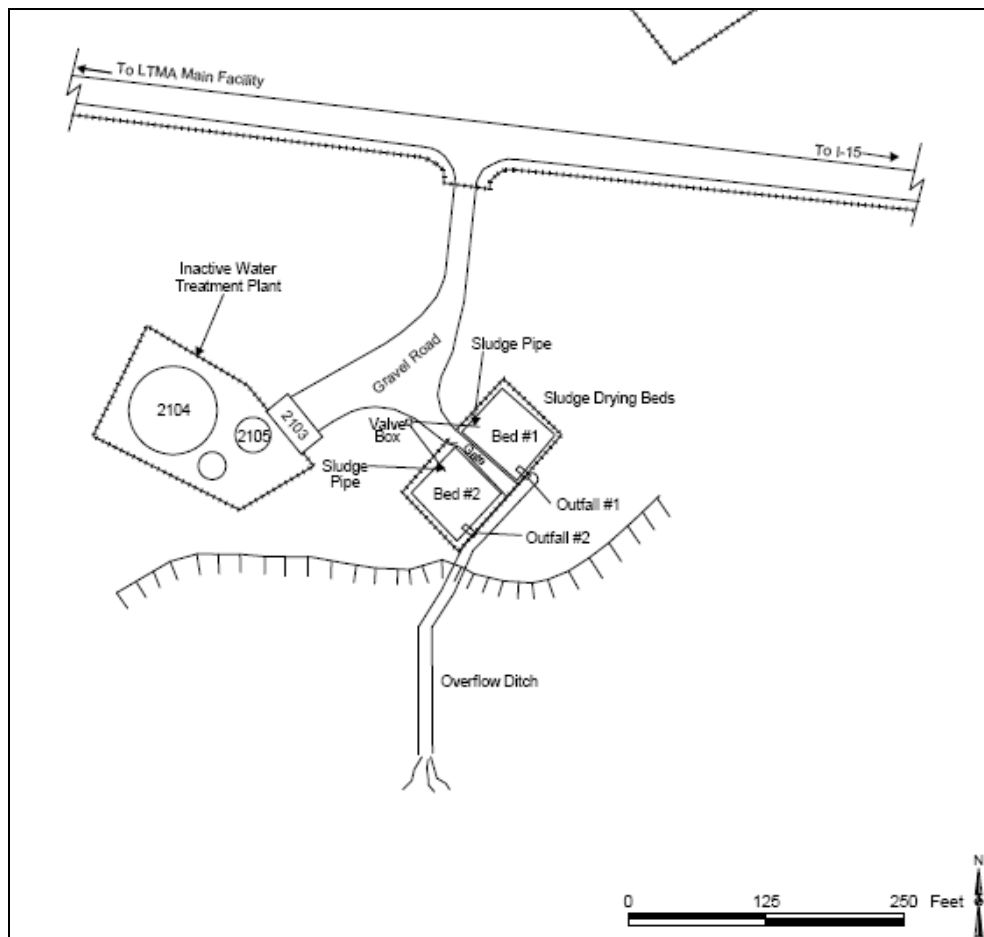 To LTMA Main Facility
To I-15
Inactive Water
Treatment Plant
Gravel Road
Sludge Pipe
Sludge Drying Beds
2104
2105
2103
Valve
Box
Gate
Bed #1
Sludge
Pipe
Bed #2
Outfall #1
Outfall #2
Overflow Ditch
N
0 125 250 Feet